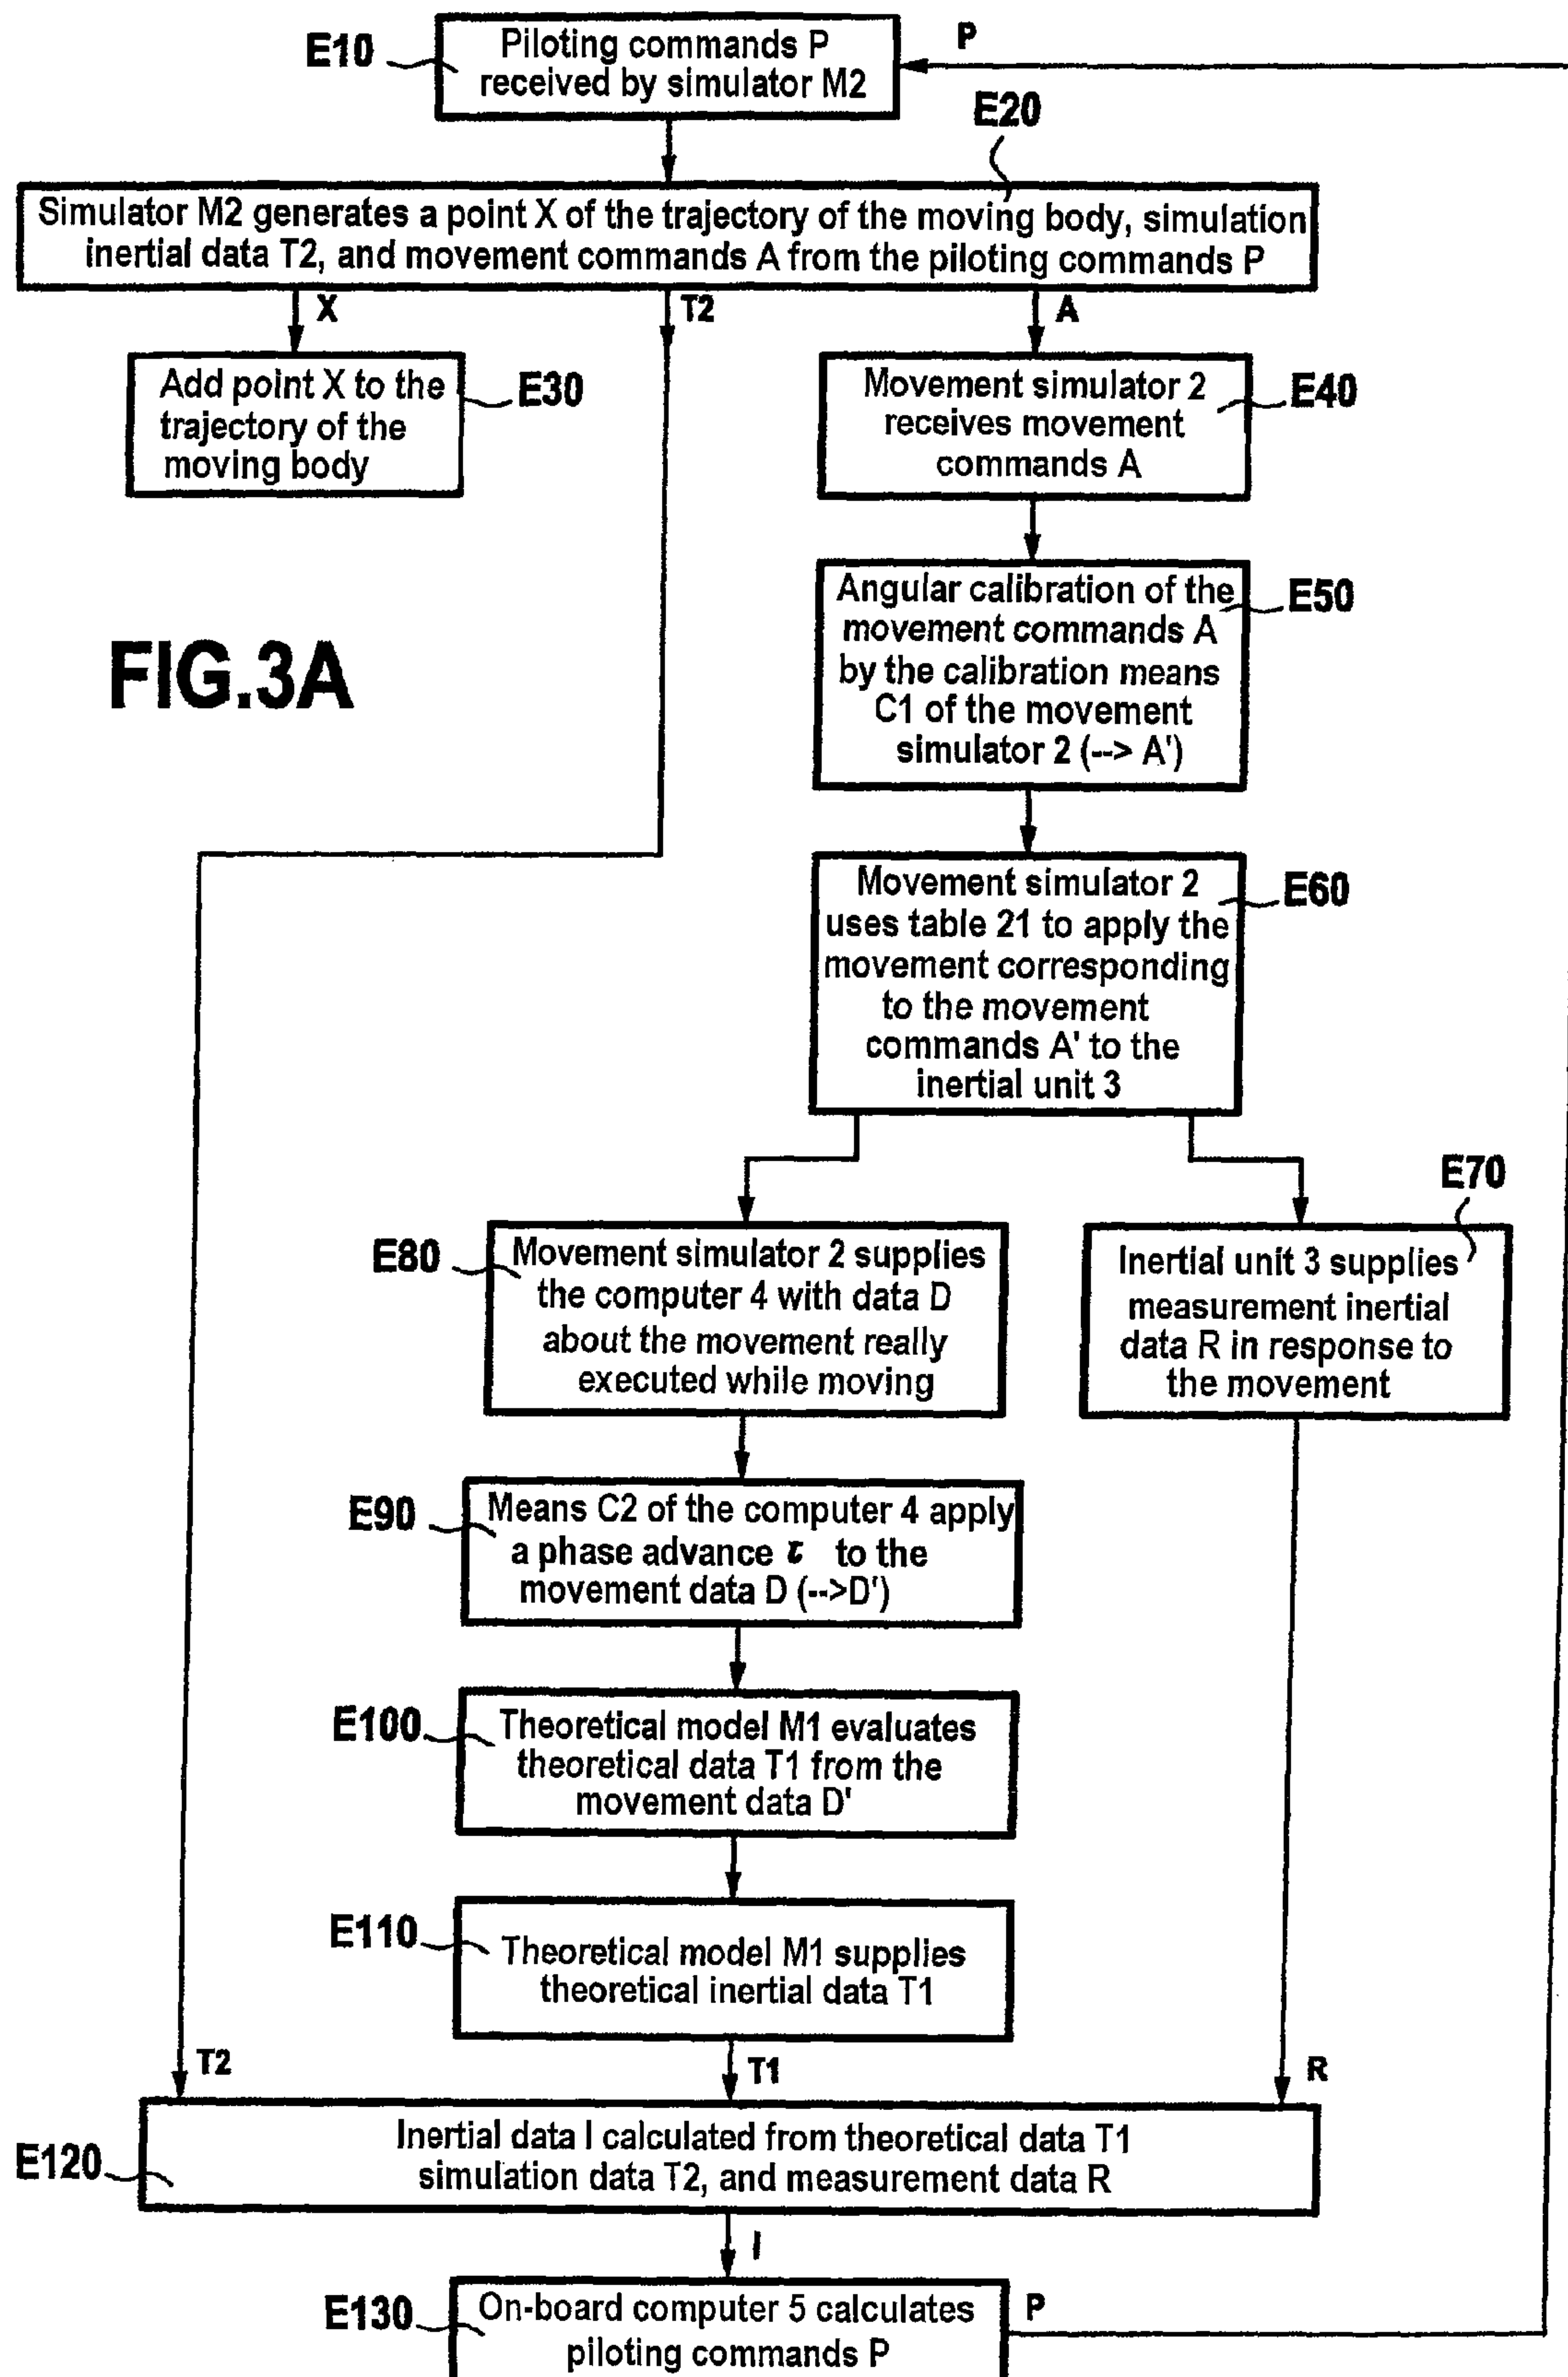 E10
Piloting commands P
received by simulator M2
P
E20
Simulator M2 generates a point X of the trajectory of the moving body, simulation
inertial data T2, and movement commands A from the piloting commands P
X
T2
A
Add point X to the
trajectory of the
moving body
E30
Movement simulator 2
receives movement
commands A
E40
Angular calibration of the
movement commands A
by the calibration means
C1 of the movement
simulator 2 (--> A')
E50
FIG.3A
Movement simulator 2
uses table 21 to apply the
movement corresponding
to the movement
commands A' to the
inertial unit 3
E60
E70
E80
Movement simulator 2 supplies
the computer 4 with data D
about the movement really
executed while moving
Inertial unit 3 supplies
measurement inertial
data R in response to
the movement
E90
Means C2 of the computer 4 apply
a phase advance τ to the
movement data D (-->D')
E100
Theoretical model M1 evaluates
theoretical data T1 from the
movement data D'
E110
Theoretical model M1 supplies
theoretical inertial data T1
T2
T1
R
E120
Inertial data I calculated from theoretical data T1
simulation data T2, and measurement data R
I
E130
On-board computer 5 calculates
piloting commands P
P